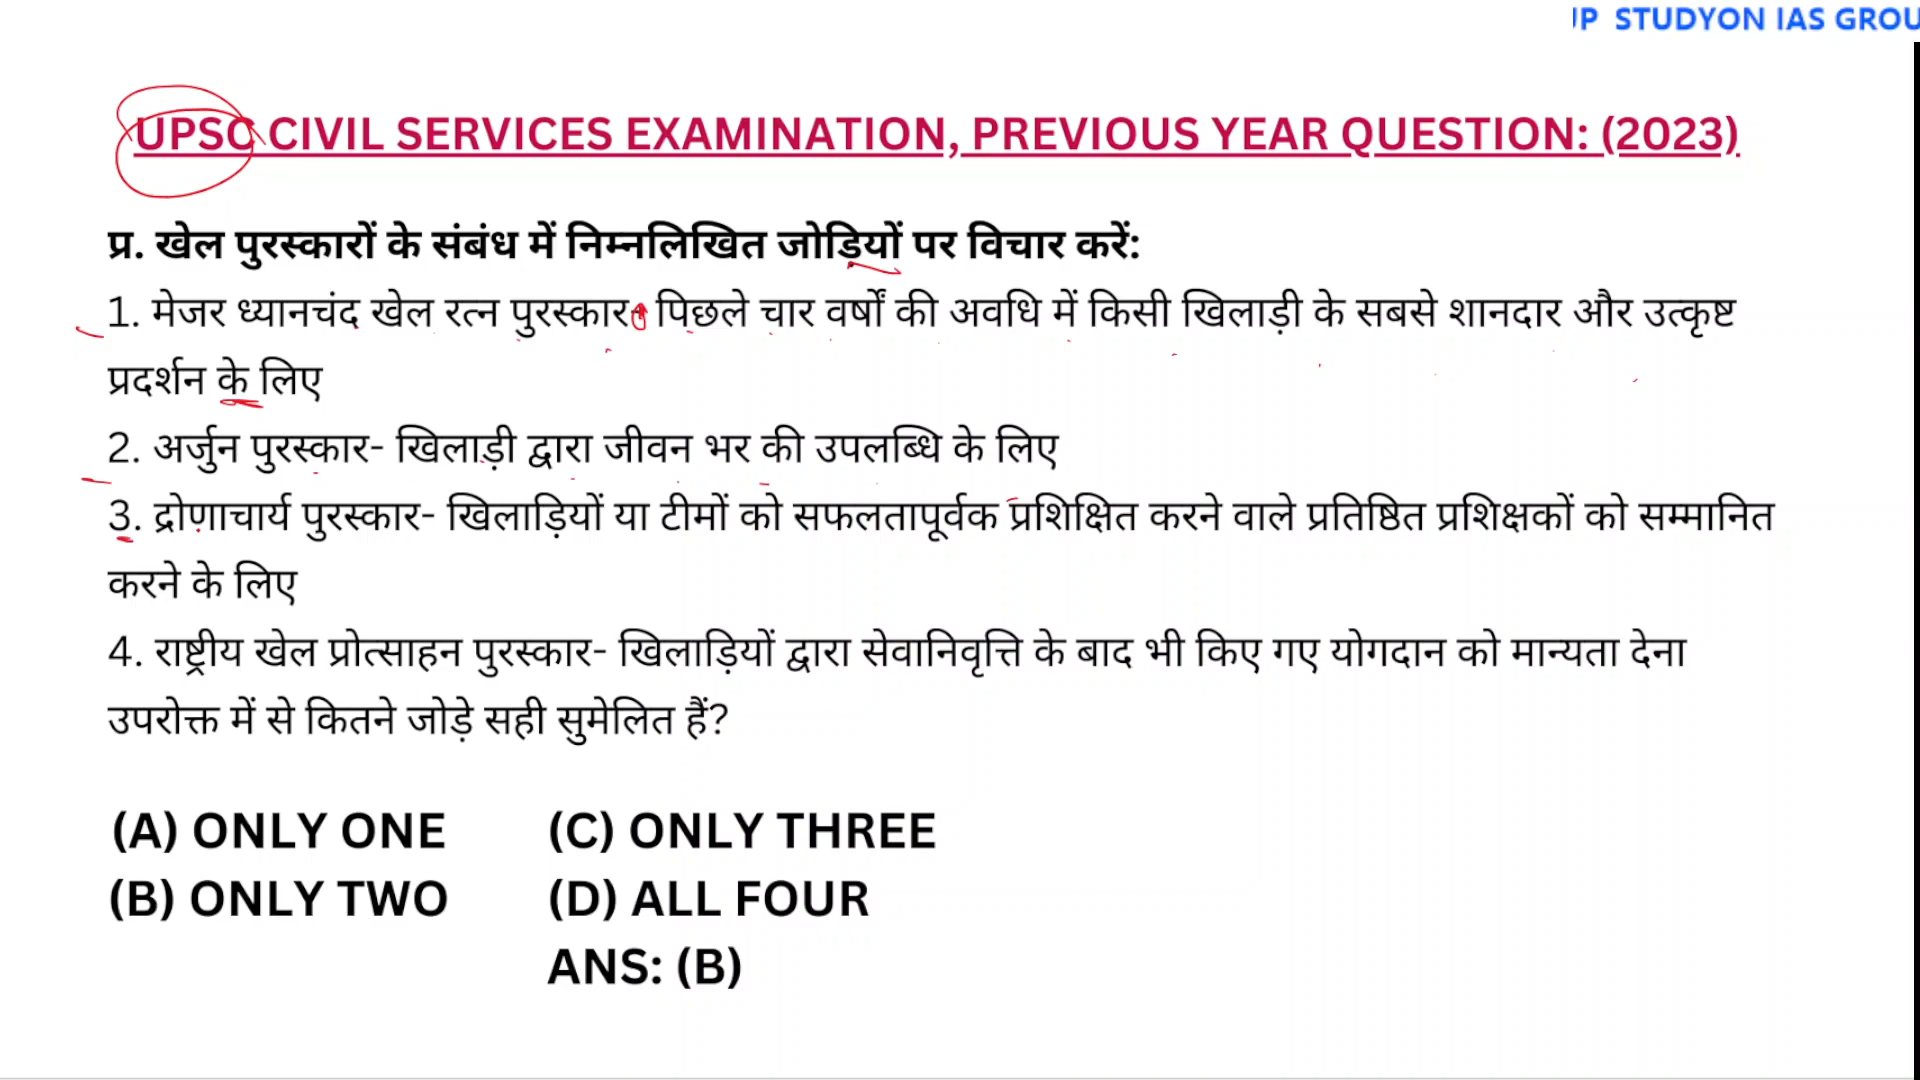 UP STUDYON IAS GROU
UPSC CIVIL SERVICES EXAMINATION, PREVIOUS YEAR QUESTION: (2023)
प्र. खेल पुरस्कारों के संबंध में निम्नलिखित जोड़ियों पर विचार करें:
1. मेजर ध्यानचंद खेल रत्न पुरस्कार- पिछले चार वर्षों की अवधि में किसी खिलाड़ी के सबसे शानदार और उत्कृष्ट
प्रदर्शन के लिए
2. अर्जुन पुरस्कार- खिलाड़ी द्वारा जीवन भर की उपलब्धि के लिए
3. द्रोणाचार्य पुरस्कार- खिलाड़ियों या टीमों को सफलतापूर्वक प्रशिक्षित करने वाले प्रतिष्ठित प्रशिक्षकों को सम्मानित
करने के लिए
4. राष्ट्रीय खेल प्रोत्साहन पुरस्कार- खिलाड़ियों द्वारा सेवानिवृत्ति के बाद भी किए गए योगदान को मान्यता देना
उपरोक्त में से कितने जोड़े सही सुमेलित हैं?
(A) ONLY ONE (C) ONLY THREE
(B) ONLY TWO (D) ALL FOUR
ANS: (B)